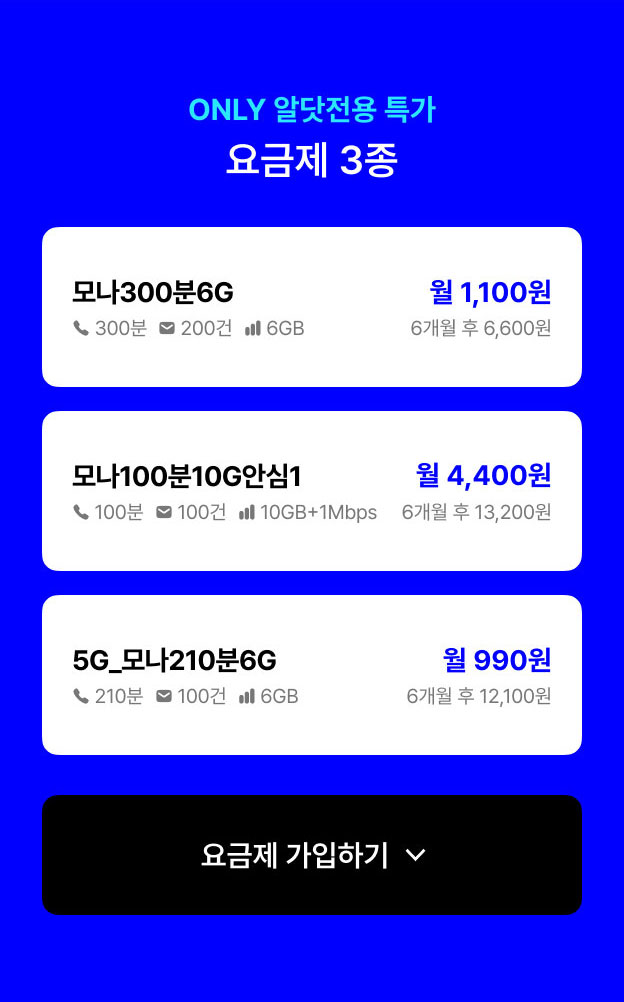 ONLY 알닷전용 특가
요금제 3종
모나300분6G
월 1,100원
300분 200건 6GB
6개월 후 6,600원
모나100분10G안심1
월 4,400원
100분 100건 10GB+1Mbps
6개월 후 13,200원
5G_모나210분6G
월 990원
210분 100건 6GB
6개월 후 12,100원
요금제 가입하기